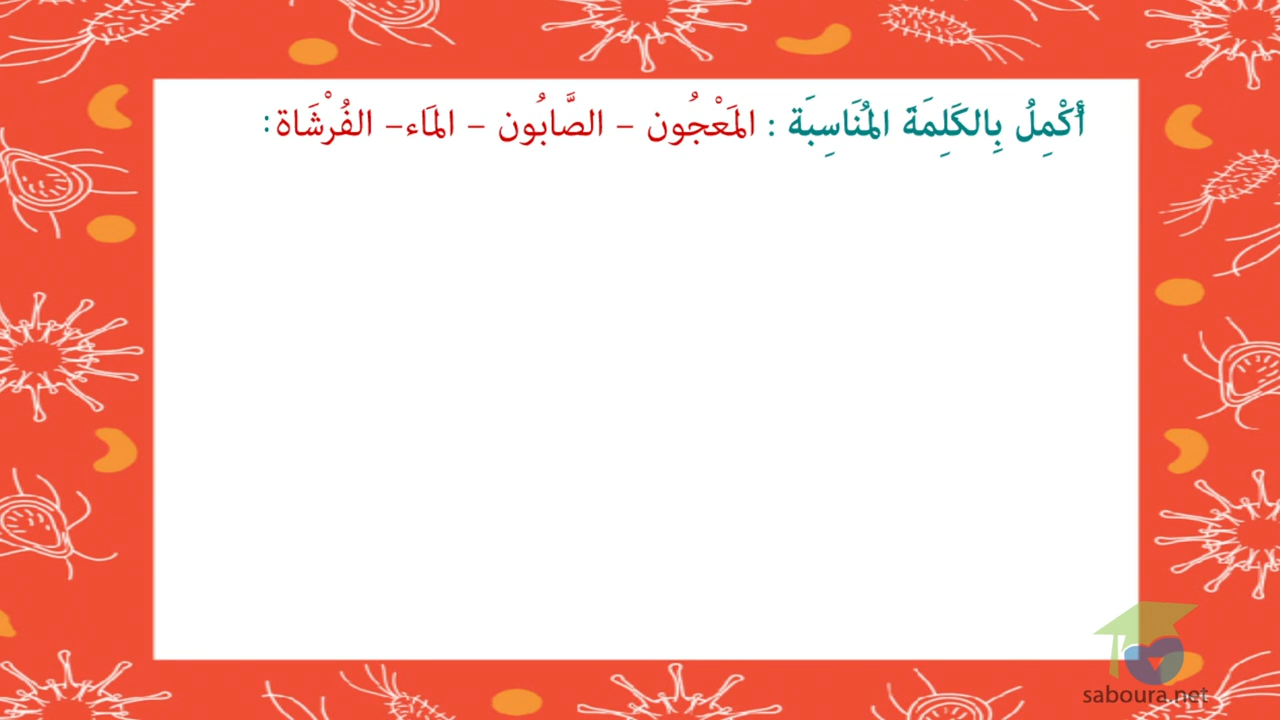 أَكْمِلُ بِالكَلِمَةَ المُنَاسِبَة : المَعْجُون – الصَّابُون – المَاء– الفُرْشَاة :
saboura.net